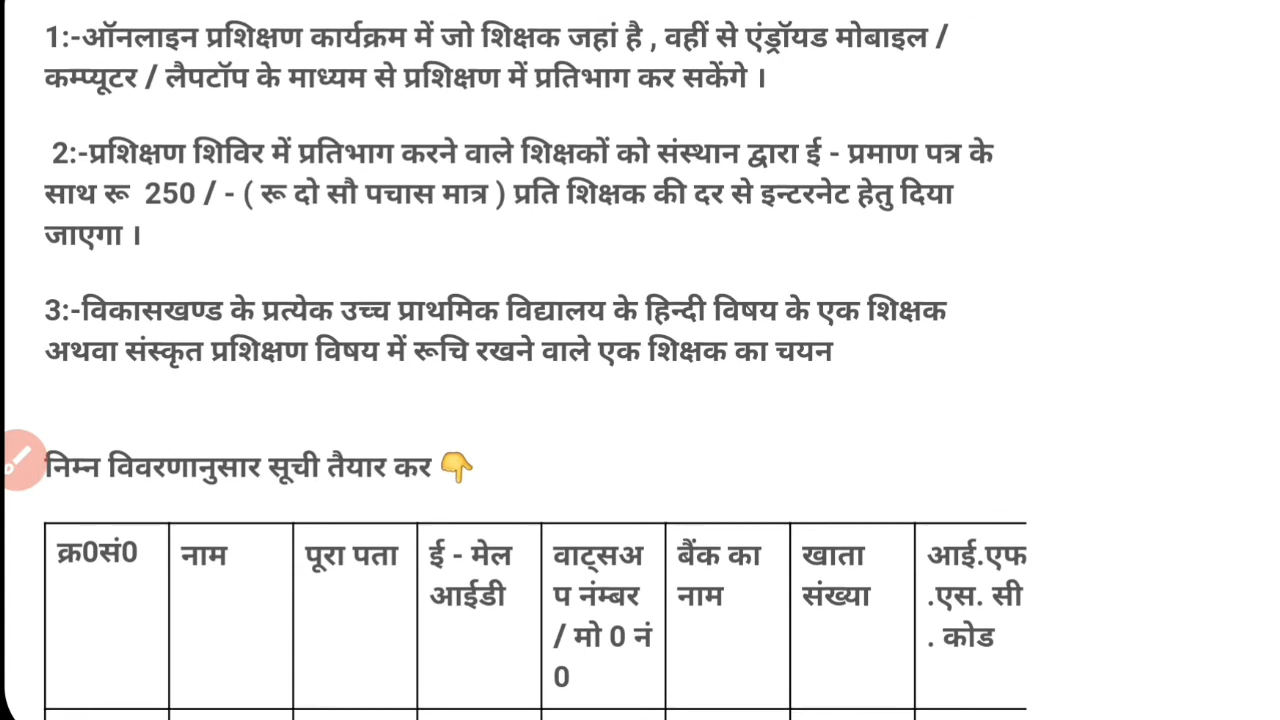 1:-ऑनलाइन प्रशिक्षण कार्यक्रम में जो शिक्षक जहां है , वहीं से एंड्रॉयड मोबाइल /
कम्प्यूटर / लैपटॉप के माध्यम से प्रशिक्षण में प्रतिभाग कर सकेंगे ।
2:-प्रशिक्षण शिविर में प्रतिभाग करने वाले शिक्षकों को संस्थान द्वारा ई - प्रमाण पत्र के
साथ रू 250 / - ( रू दो सौ पचास मात्र ) प्रति शिक्षक की दर से इन्टरनेट हेतु दिया
जाएगा ।
3:-विकासखण्ड के प्रत्येक उच्च प्राथमिक विद्यालय के हिन्दी विषय के एक शिक्षक
अथवा संस्कृत प्रशिक्षण विषय में रूचि रखने वाले एक शिक्षक का चयन
निम्न विवरणानुसार सूची तैयार कर 👇
क्र0सं0
नाम
पूरा पता
ई - मेल
आईडी
वाट्सअ
प नंम्बर
/ मो 0 नं
0
बैंक का
नाम
खाता
संख्या
आई.एफ
.एस. सी
. कोड